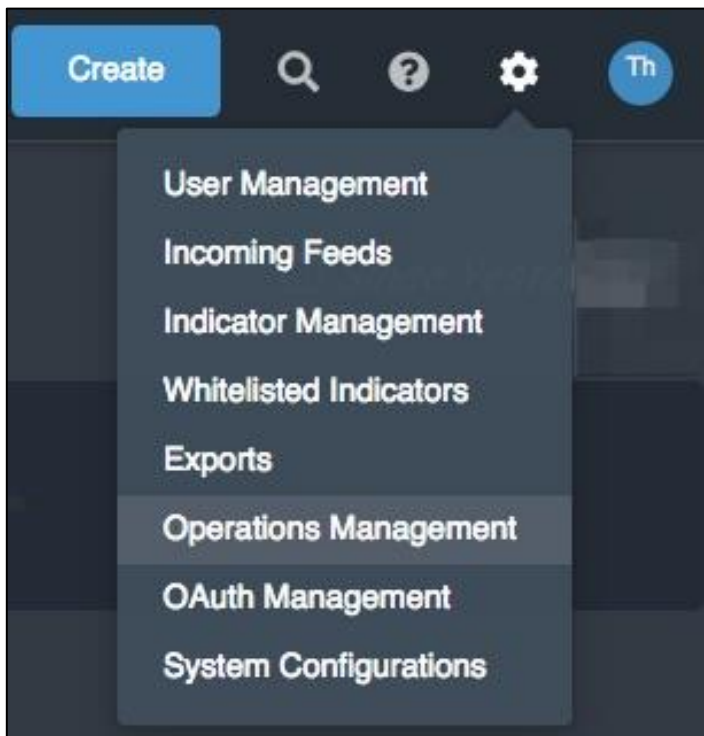 Create
Th
User Management
Incoming Feeds
Indicator Management
Whitelisted Indicators
Exports
Operations Management
OAuth Management
System Configurations